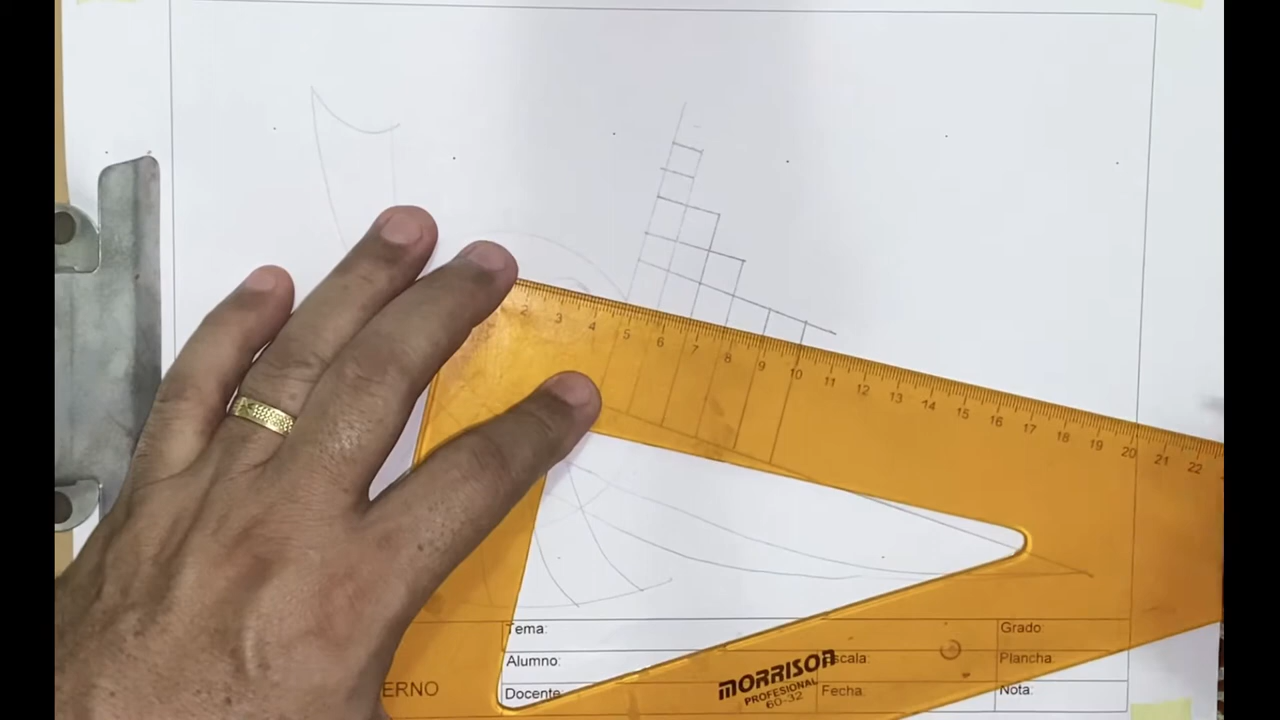 2 3 4 5 6 7 8 9 10 11 12 13 14 15 16 17 18 19 20 21 22
Tema:
Grado:
Alumno:
Escala:
Plancha.
ERNO
Docente:
MORRISON
PROFESIONAL
60-32
Fecha:
Nota: